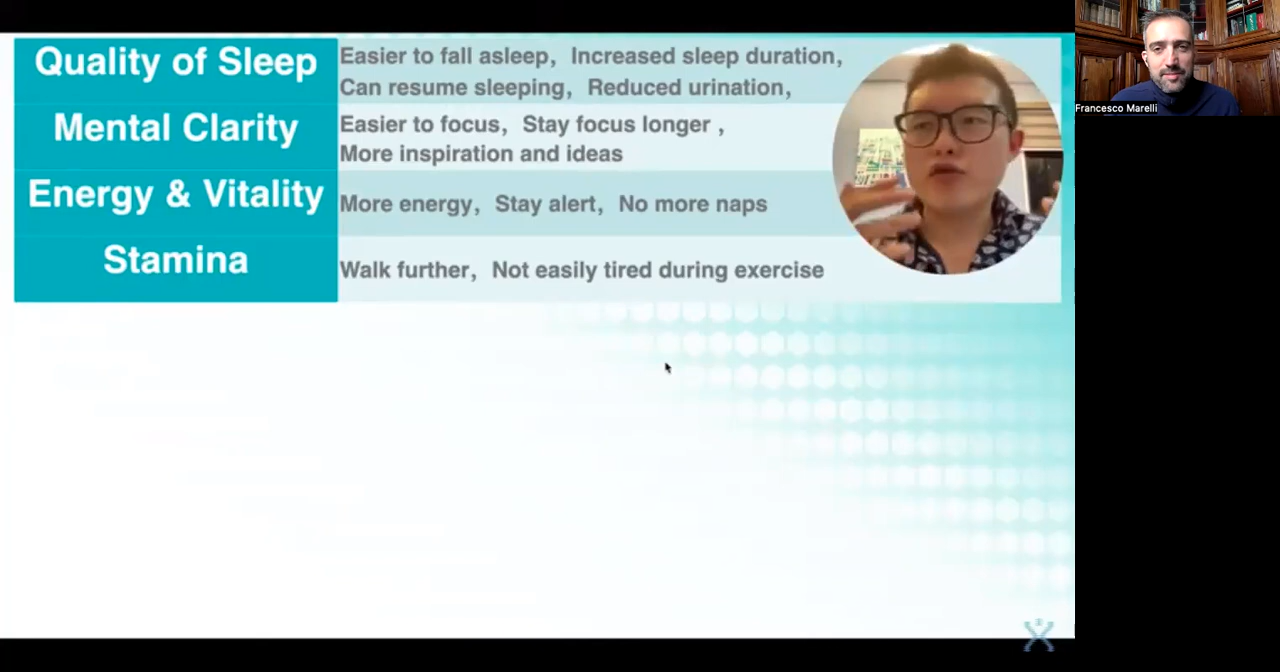 Quality of Sleep
Easier to fall asleep, Increased sleep duration,
Can resume sleeping, Reduced urination,
Mental Clarity
Easier to focus, Stay focus longer ,
More inspiration and ideas
Energy & Vitality
More energy, Stay alert, No more naps
Stamina
Walk further, Not easily tired during exercise
Francesco Marelli